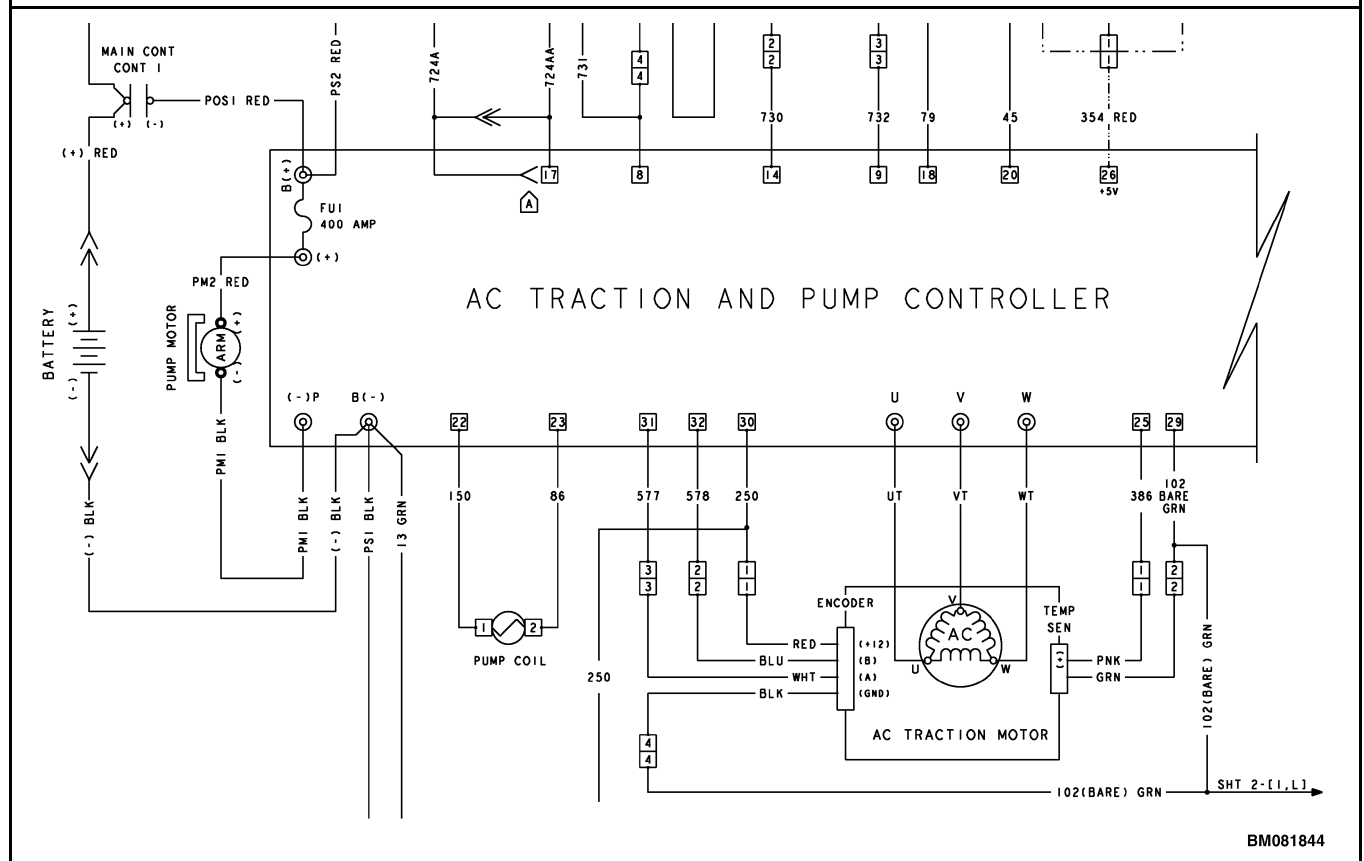 MAIN CONT
CONT 1
(+) (-)
POS1 RED
PS2 RED
724A
724AA
731
4
4
2
2
3
3
1
1
730
732
79
45
354 RED
(+) RED
B(+)
17
8
14
9
18
20
26
+5V
A
FU1
400 AMP
(+)
PM2 RED
AC TRACTION AND PUMP CONTROLLER
BATTERY
(+)
(-)
PUMP MOTOR
(+)
ARM
(-)
(-)P
B(-)
U
V
W
22
23
31
32
30
25
29
PM1 BLK
150
86
577
578
250
UT
VT
WT
386
102
BARE
GRN
(-) BLK
PM1 BLK
(-) BLK
PS1 BLK
13 GRN
3
3
2
2
1
1
1
1
2
2
ENCODER
V
TEMP
SEN
1
2
AC
RED
(+12)
(+)
PUMP COIL
BLU
(B)
U
W
PNK
250
WHT
(A)
GRN
BLK
(GND)
102(BARE) GRN
AC TRACTION MOTOR
4
4
102(BARE) GRN
SHT 2-[1,L]
BM081844